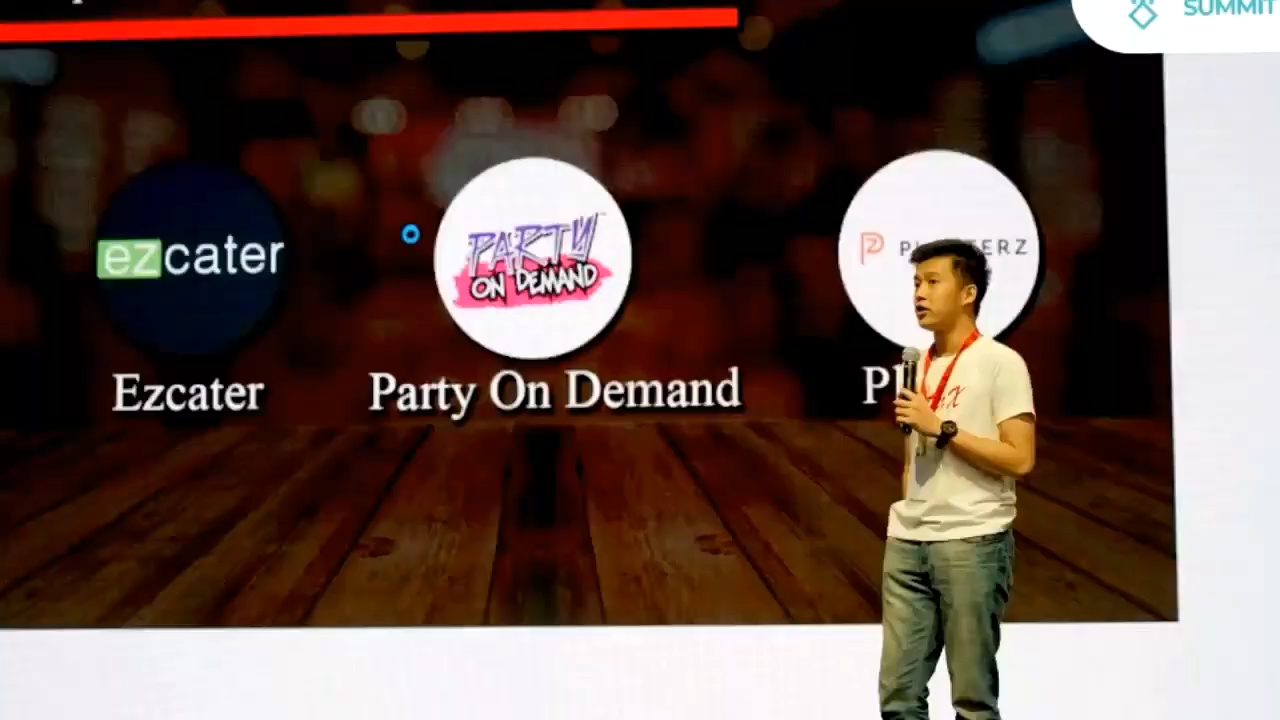 SUMMIT
ezcater
PARTY
ON DEMAND
Ezcater
Party On Demand